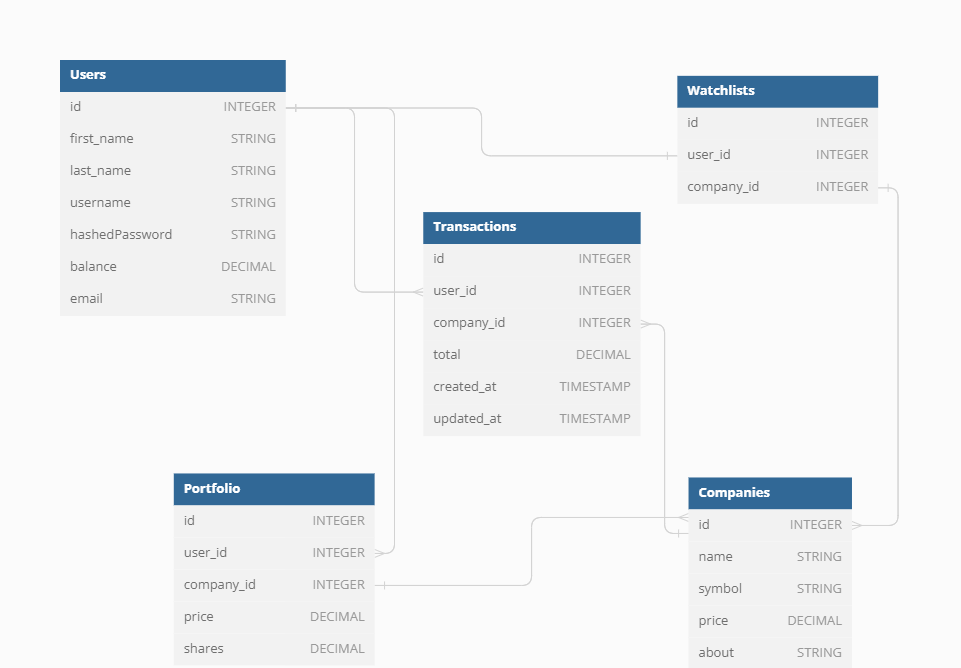 Users
id INTEGER
first_name STRING
last_name STRING
username STRING
hashedPassword STRING
balance DECIMAL
email STRING
Watchlists
id INTEGER
user_id INTEGER
company_id INTEGER
Transactions
id INTEGER
user_id INTEGER
company_id INTEGER
total DECIMAL
created_at TIMESTAMP
updated_at TIMESTAMP
Portfolio
id INTEGER
user_id INTEGER
company_id INTEGER
price DECIMAL
shares DECIMAL
Companies
id INTEGER
name STRING
symbol STRING
price DECIMAL
about STRING